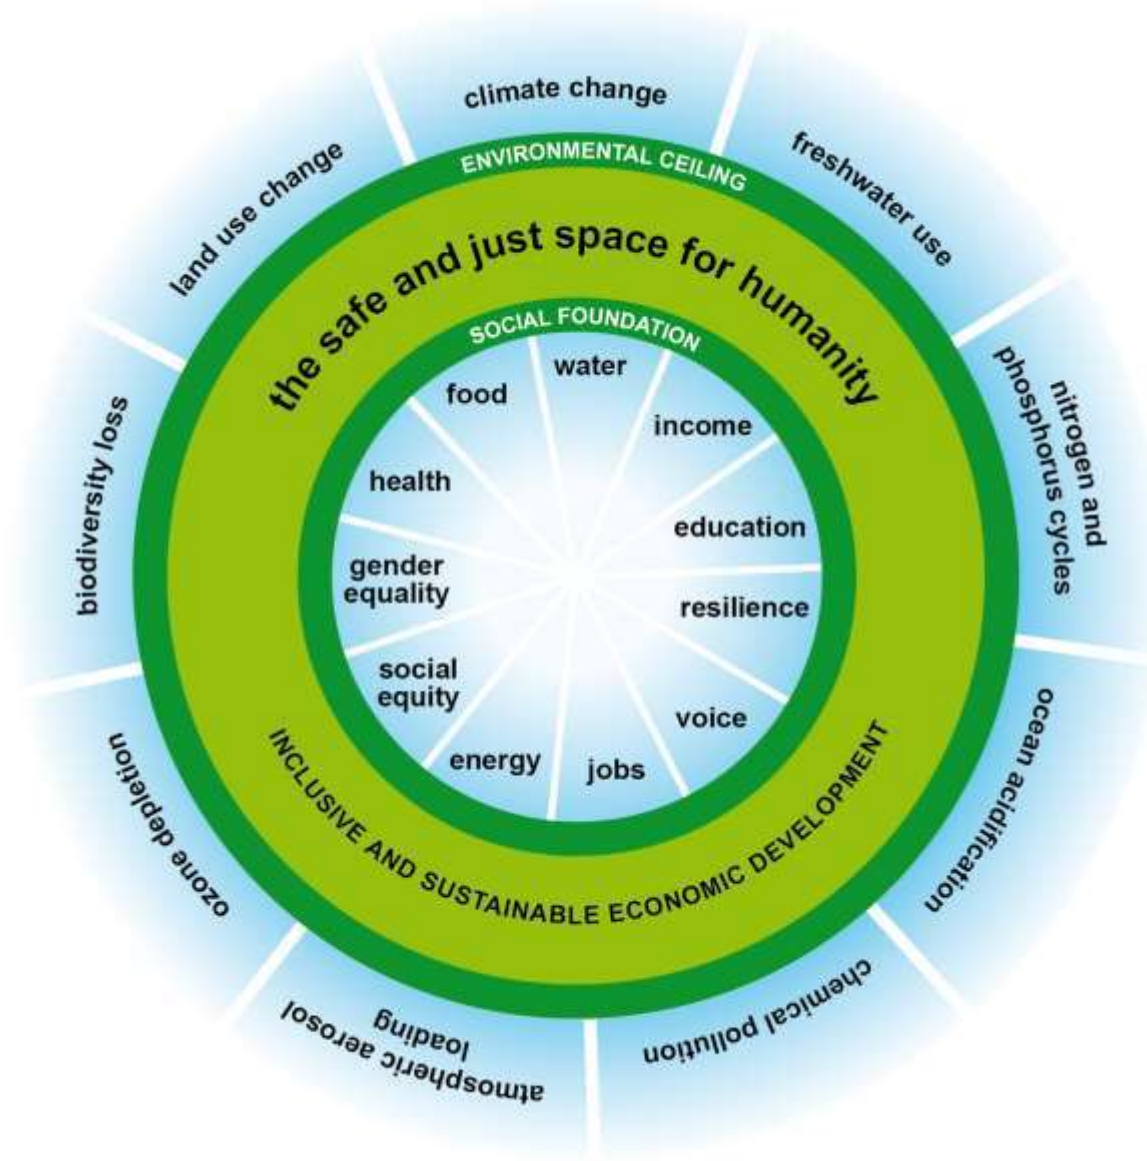 climate change
freshwater use
nitrogen and
phosphorus cycles
ocean acidification
chemical pollution
atmospheric aerosol
loading
ozone depletion
biodiversity loss
land use change
ENVIRONMENTAL CEILING
the safe and just space for humanity
SOCIAL FOUNDATION
water
income
education
resilience
voice
jobs
energy
social
equity
gender
equality
health
food
INCLUSIVE AND SUSTAINABLE ECONOMIC DEVELOPMENT